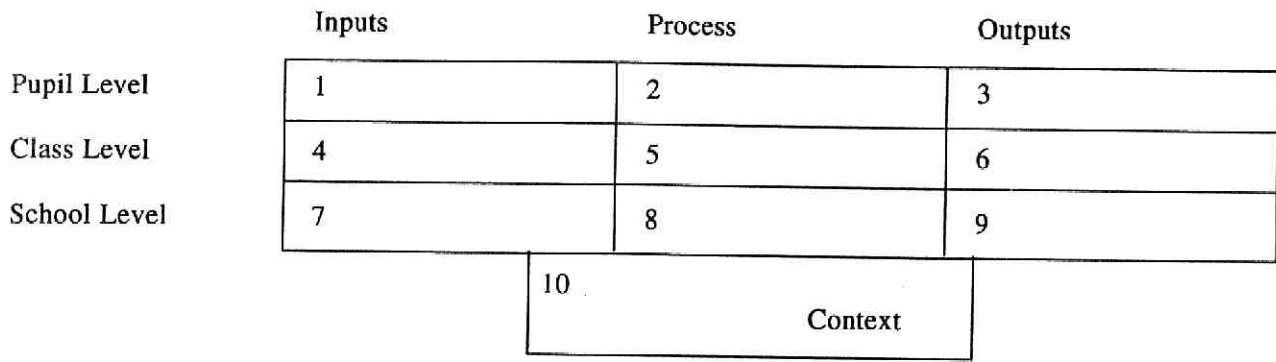 Inputs Process Outputs
Pupil Level 1 2 3
Class Level 4 5 6
School Level 7 8 9
10
Context